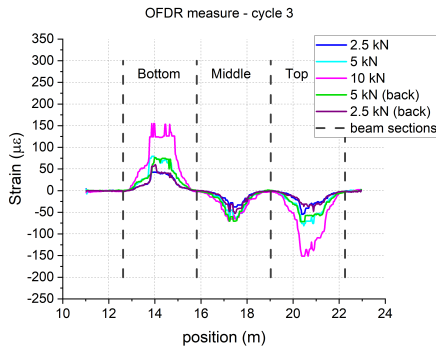 OFDR measure - cycle 3
2.5 kN
5 kN
10 kN
5 kN (back)
2.5 kN (back)
beam sections
Bottom
Middle
Top
350
300
250
200
150
100
50
0
-50
-100
-150
-200
-250
Strain (με)
10
12
14
16
18
20
22
24
position (m)